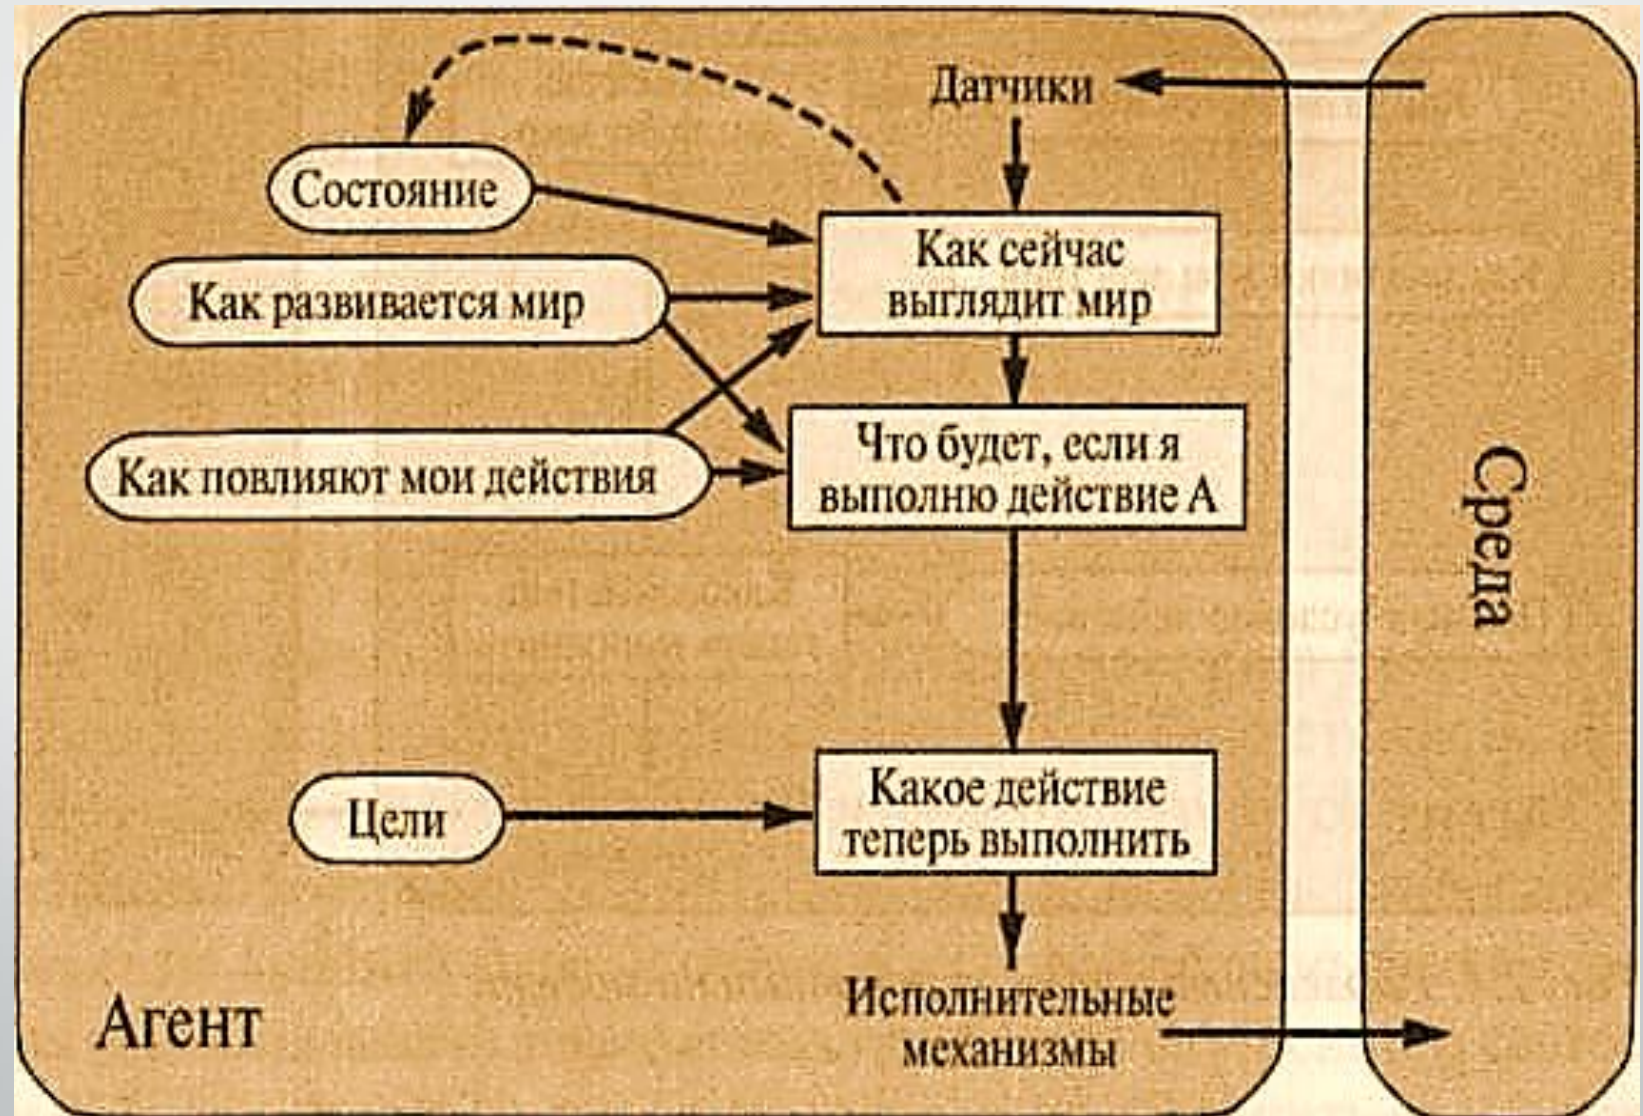 Датчики
Состояние
Как сейчас
выглядит мир
Как развивается мир
Что будет, если я
выполню действие А
Как повлияют мои действия
Среда
Какое действие
теперь выполнить
Цели
Исполнительные
механизмы
Агент